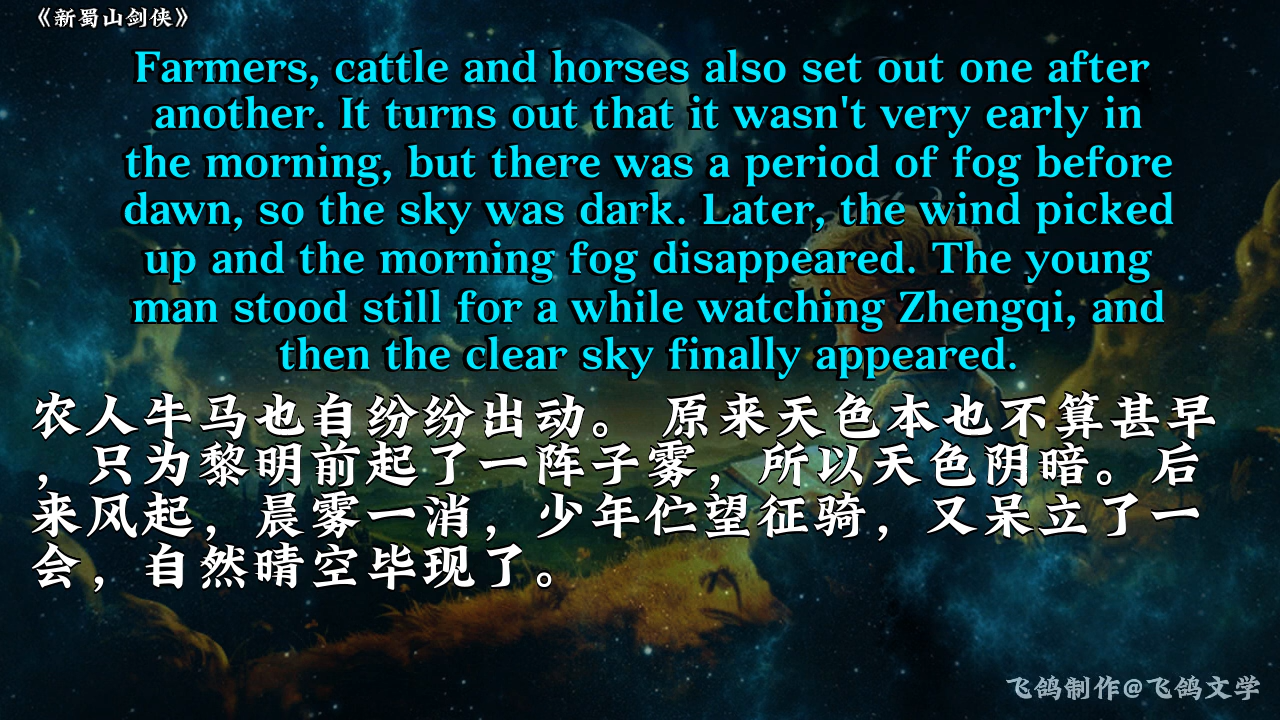 《新蜀山剑侠》
Farmers, cattle and horses also set out one after
another. It turns out that it wasn't very early in
the morning, but there was a period of fog before
dawn, so the sky was dark. Later, the wind picked
up and the morning fog disappeared. The young
man stood still for a while watching Zhengqi, and
then the clear sky finally appeared.
农人牛马也自纷纷出动。 原来天色本也不算甚早
，只为黎明前起了一阵子雾，所以天色阴暗。后
来风起，晨雾一消，少年伫望征骑，又呆立了一
会，自然晴空毕现了。
飞鸽制作@飞鸽文学